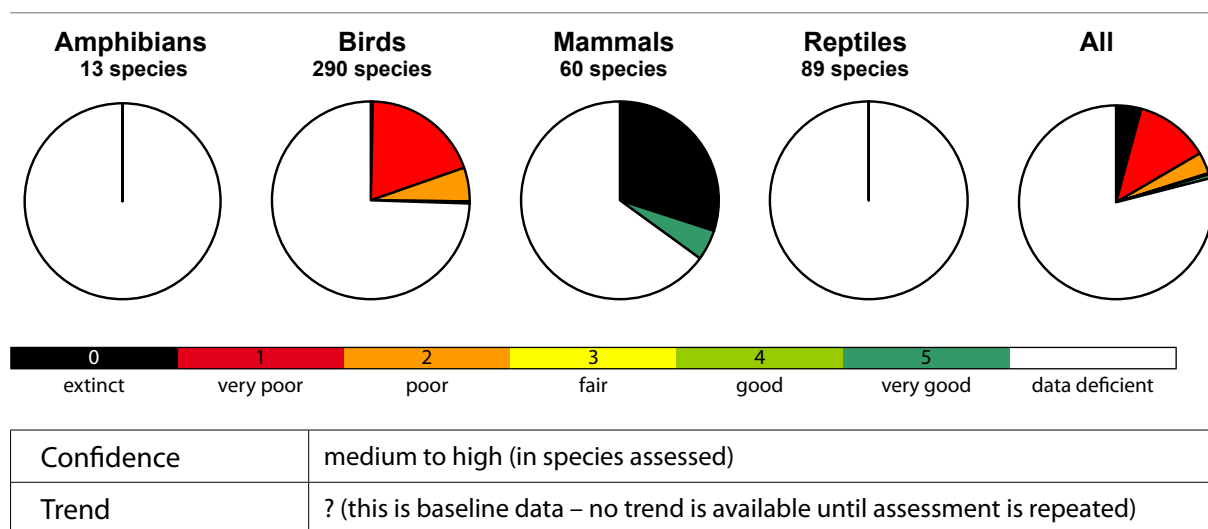 Amphibians
13 species
Birds
290 species
Mammals
60 species
Reptiles
89 species
All
0 1 2 3 4 5
extinct very poor poor fair good very good data deficient
Confidence medium to high (in species assessed)
Trend ? (this is baseline data – no trend is available until assessment is repeated)